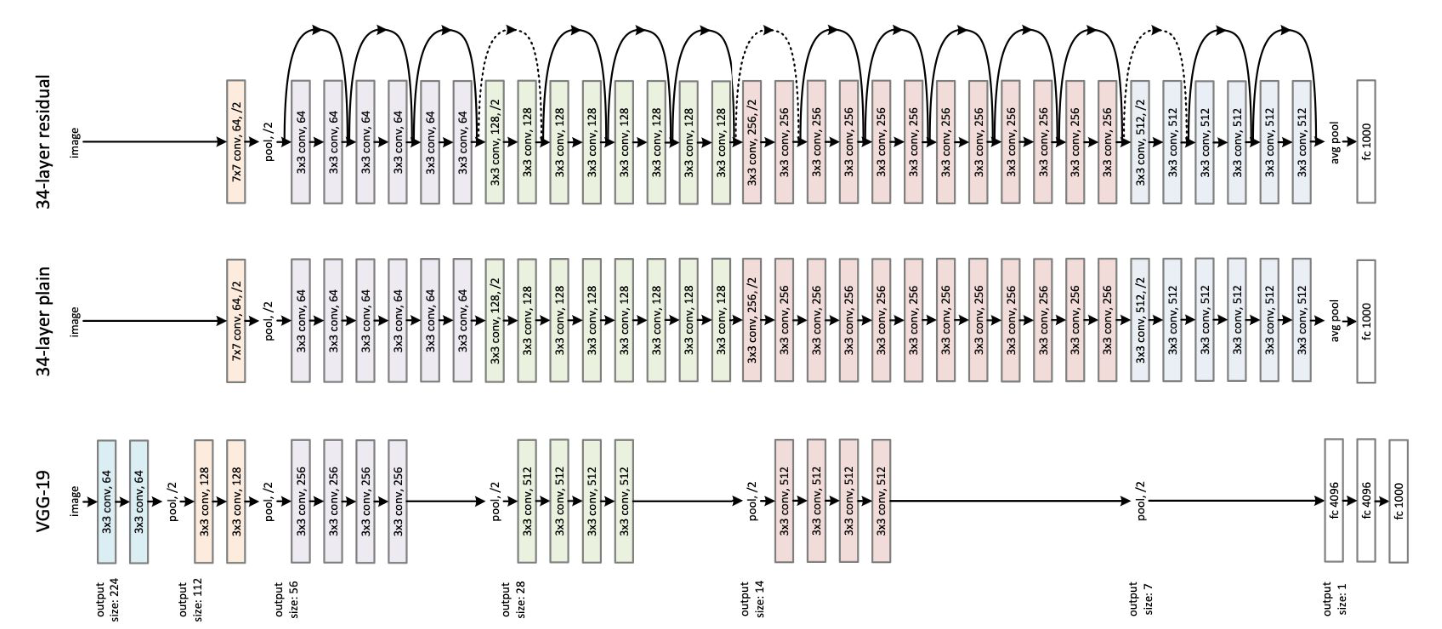 34-layer residual
image
7x7 conv, 64, /2
pool, /2
3x3 conv, 64
3x3 conv, 64
3x3 conv, 64
3x3 conv, 64
3x3 conv, 64
3x3 conv, 64
3x3 conv, 128, /2
3x3 conv, 128
3x3 conv, 128
3x3 conv, 128
3x3 conv, 128
3x3 conv, 128
3x3 conv, 128
3x3 conv, 128
3x3 conv, 256, /2
3x3 conv, 256
3x3 conv, 256
3x3 conv, 256
3x3 conv, 256
3x3 conv, 256
3x3 conv, 256
3x3 conv, 256
3x3 conv, 256
3x3 conv, 256
3x3 conv, 256
3x3 conv, 256
3x3 conv, 512, /2
3x3 conv, 512
3x3 conv, 512
3x3 conv, 512
3x3 conv, 512
3x3 conv, 512
avg pool
fc 1000
34-layer plain
image
7x7 conv, 64, /2
pool, /2
3x3 conv, 64
3x3 conv, 64
3x3 conv, 64
3x3 conv, 64
3x3 conv, 64
3x3 conv, 64
3x3 conv, 128, /2
3x3 conv, 128
3x3 conv, 128
3x3 conv, 128
3x3 conv, 128
3x3 conv, 128
3x3 conv, 128
3x3 conv, 128
3x3 conv, 256, /2
3x3 conv, 256
3x3 conv, 256
3x3 conv, 256
3x3 conv, 256
3x3 conv, 256
3x3 conv, 256
3x3 conv, 256
3x3 conv, 256
3x3 conv, 256
3x3 conv, 256
3x3 conv, 256
3x3 conv, 512, /2
3x3 conv, 512
3x3 conv, 512
3x3 conv, 512
3x3 conv, 512
3x3 conv, 512
avg pool
fc 1000
VGG-19
image
3x3 conv, 64
3x3 conv, 64
pool, /2
3x3 conv, 128
3x3 conv, 128
pool, /2
3x3 conv, 256
3x3 conv, 256
3x3 conv, 256
3x3 conv, 256
pool, /2
3x3 conv, 512
3x3 conv, 512
3x3 conv, 512
3x3 conv, 512
pool, /2
3x3 conv, 512
3x3 conv, 512
3x3 conv, 512
3x3 conv, 512
pool, /2
fc 4096
fc 4096
fc 1000
output
size: 224
output
size: 112
output
size: 56
output
size: 28
output
size: 14
output
size: 7
output
size: 1